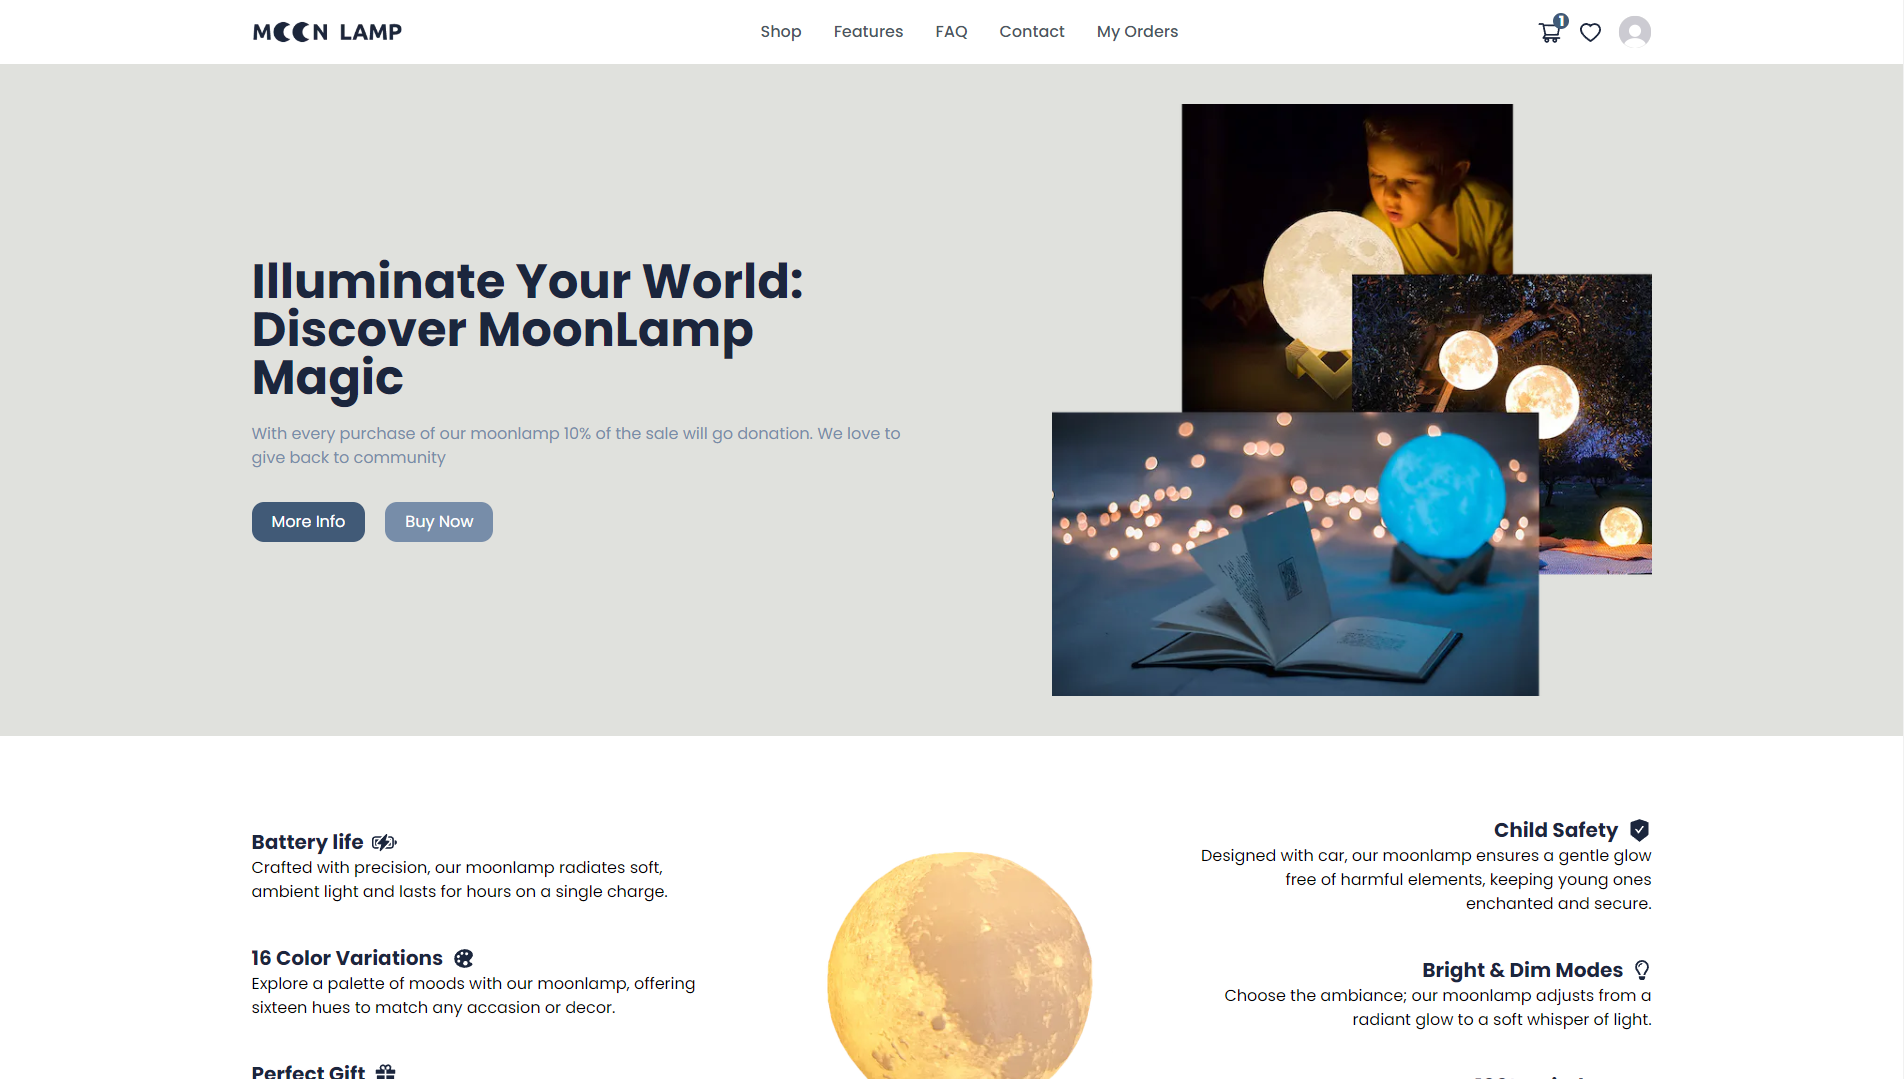 MOON LAMP
Shop
Features
FAQ
Contact
My Orders
1
Illuminate Your World:
Discover MoonLamp
Magic
With every purchase of our moonlamp 10% of the sale will go donation. We love to
give back to community
More Info
Buy Now
Battery life
Crafted with precision, our moonlamp radiates soft,
ambient light and lasts for hours on a single charge.
16 Color Variations
Explore a palette of moods with our moonlamp, offering
sixteen hues to match any accasion or decor.
Perfect Gift
Child Safety
Designed with car, our moonlamp ensures a gentle glow
free of harmful elements, keeping young ones
enchanted and secure.
Bright & Dim Modes
Choose the ambiance; our moonlamp adjusts from a
radiant glow to a soft whisper of light.